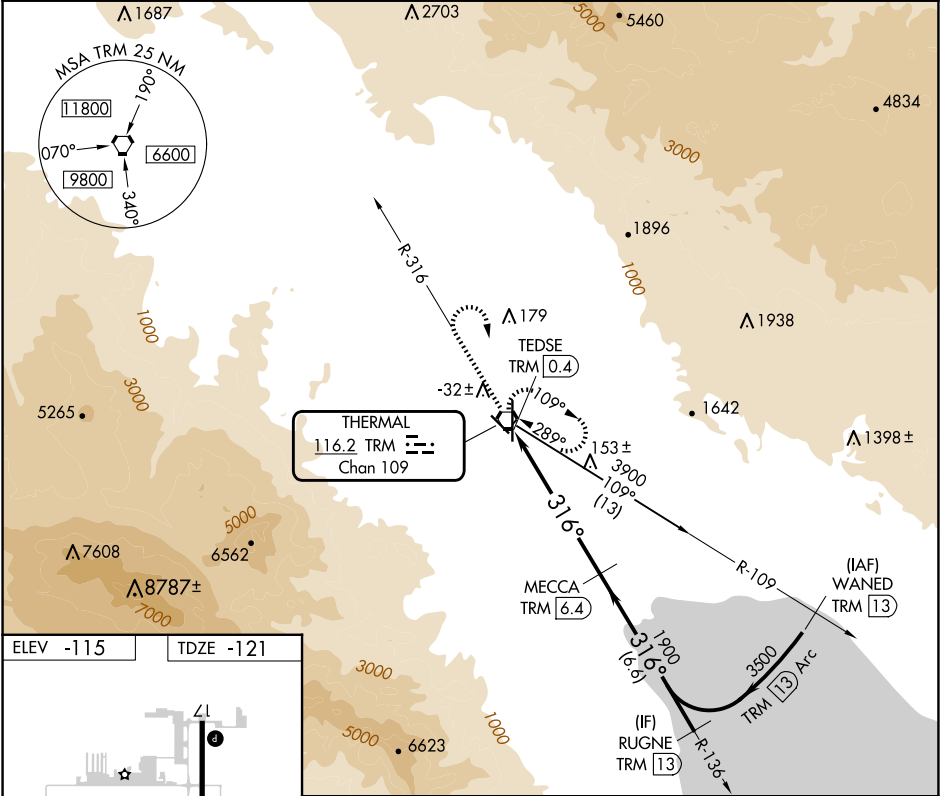 1687
2703
5000
5460
MSA TRM 25 NM
190°
11800
070°
6600
9800
340°
4834
3000
1896
1000
R-316
179
1938
1000
3000
TEDSE
TRM 0.4
-32±
109°
5265
1642
THERMAL
116.2 TRM
Chan 109
289°
153±
1398±
3900
109°
(13)
316°
5000
6562
7608
8787±
7000
R-109
(IAF)
WANED
TRM 13
MECCA
TRM 6.4
1900
316°
(6.6)
3500
TRM 13 Arc
ELEV -115
TDZE -121
3000
1000
17
P
5000
6623
(IF)
RUGNE
TRM 13
R-136